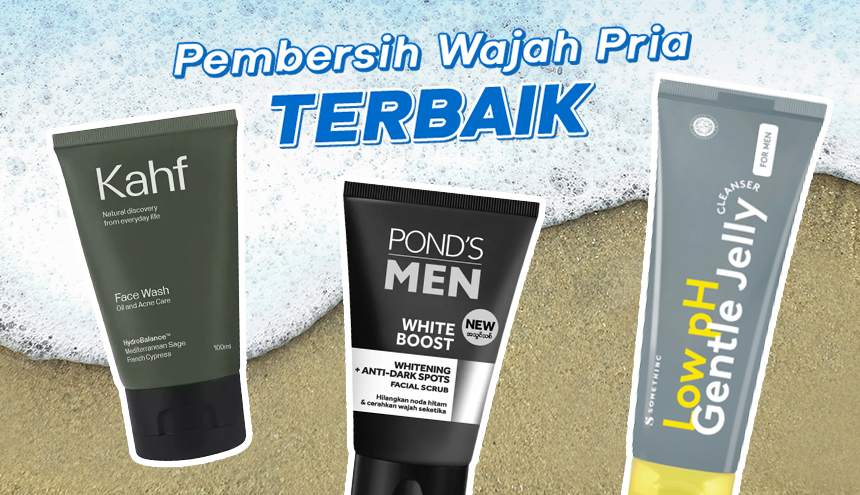 Pembersih Wajah Pria
TERBAIK
Kahf
Natural discovery
from everyday life
Face Wash
Oil and Acne Care
HydroBalance™
Mediterranean Sage
French Cypress
100ml
POND'S
MEN
WHITE
BOOST
NEW
WHITENING
+ ANTI-DARK SPOTS
FACIAL SCRUB
Hilangkan noda hitam
& cerahkan wajah seketika
FOR MEN
Low pH
Gentle Jelly
CLEANSER
SOMETHINC